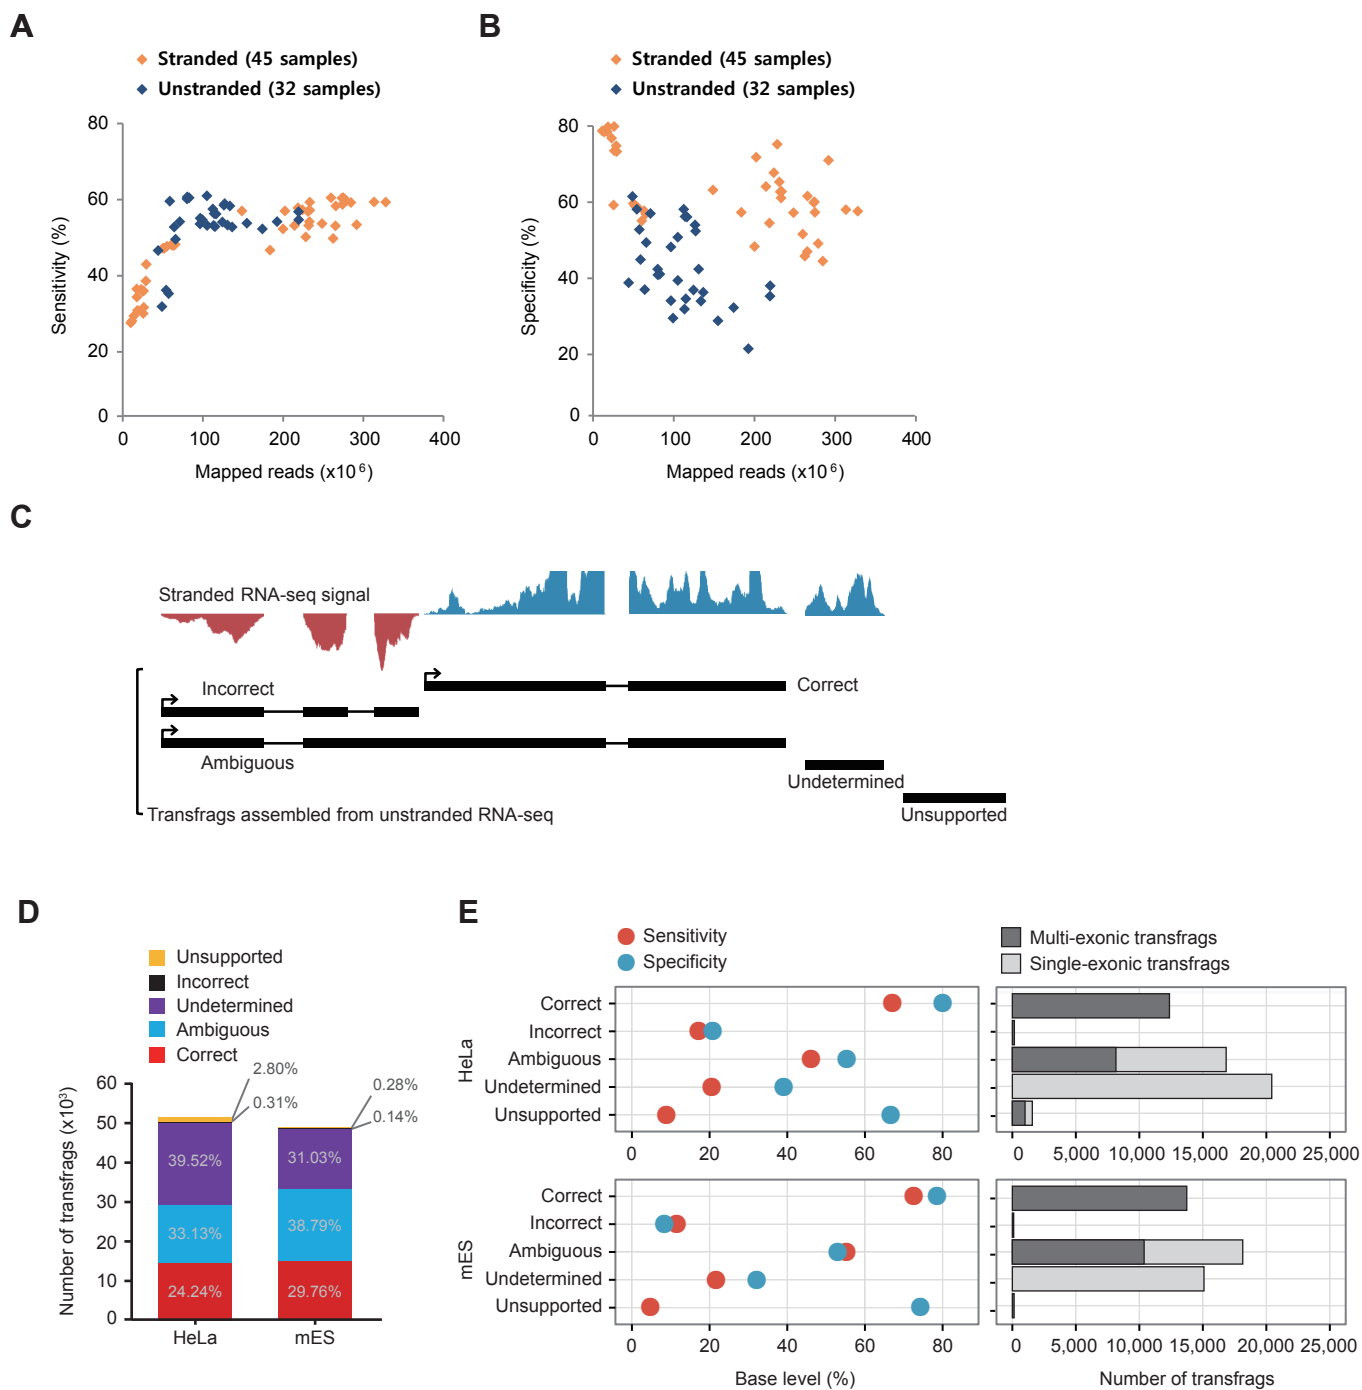 A
B
Stranded (45 samples)
Unstranded (32 samples)
Stranded (45 samples)
Unstranded (32 samples)
80
60
40
20
0
Sensitivity (%)
0 100 200 300 400
Mapped reads (x10⁶)
80
60
40
20
0
Specificity (%)
0 100 200 300 400
Mapped reads (x10⁶)
C
Stranded RNA-seq signal
Incorrect
Correct
Ambiguous
Undetermined
Transfrags assembled from unstranded RNA-seq
Unsupported
D
E
Unsupported
Incorrect
Undetermined
Ambiguous
Correct
2.80%
0.31%
0.28%
0.14%
60
50
40
30
20
10
0
Number of transfrags (x10³)
39.52%
33.13%
24.24%
31.03%
38.79%
29.76%
HeLa
mES
Sensitivity
Specificity
Multi-exonic transfrags
Single-exonic transfrags
HeLa
Correct
Incorrect
Ambiguous
Undetermined
Unsupported
0 20 40 60 80
0 5,000 10,000 15,000 20,000 25,000
mES
Correct
Incorrect
Ambiguous
Undetermined
Unsupported
0 20 40 60 80
Base level (%)
0 5,000 10,000 15,000 20,000 25,000
Number of transfrags